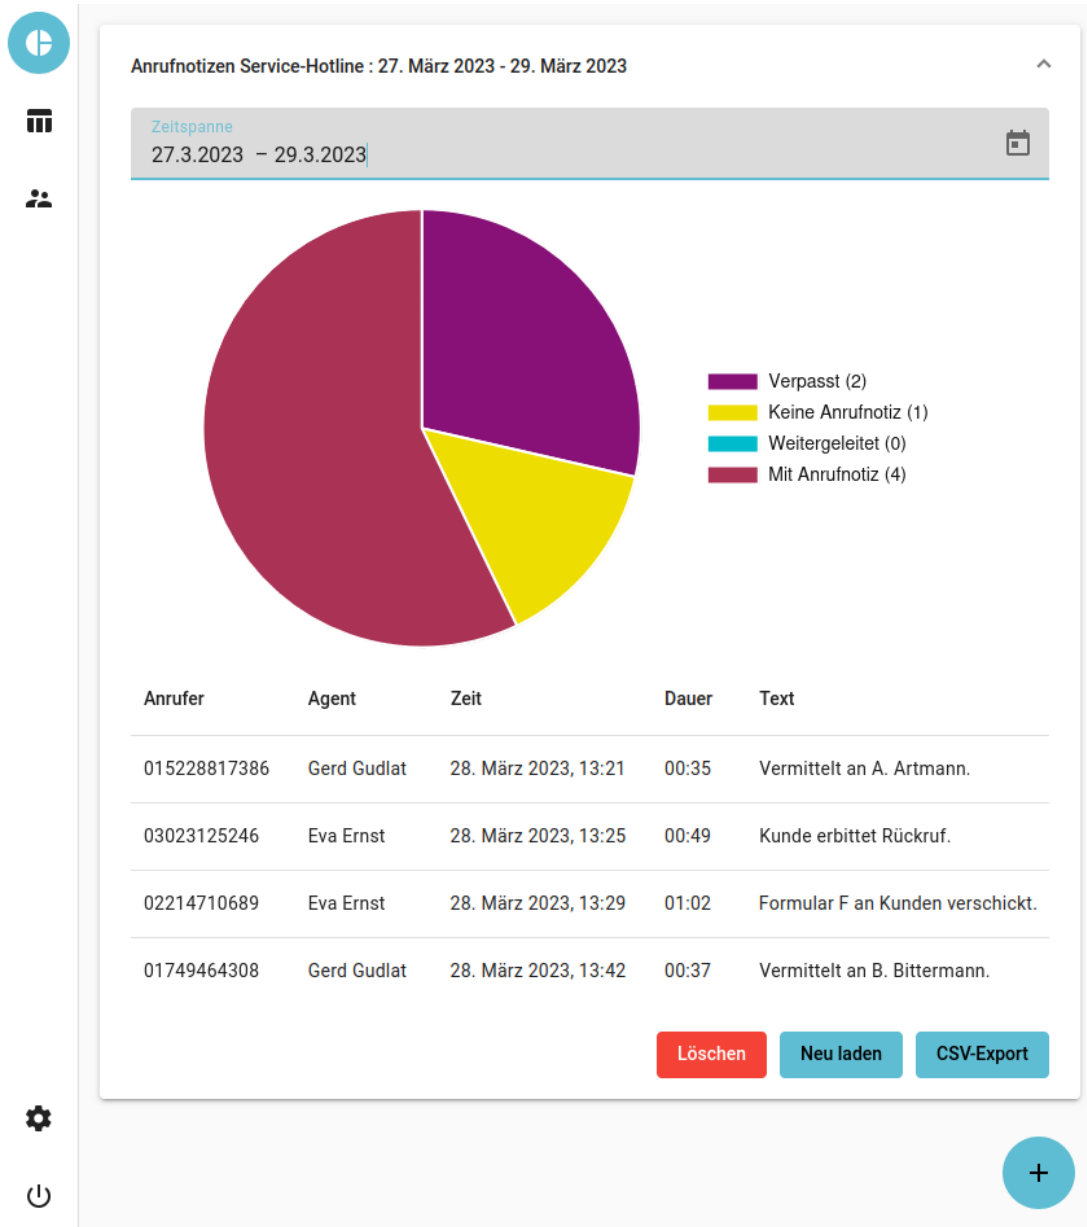 Anrufnotizen Service-Hotline : 27. März 2023 - 29. März 2023
Zeitspanne
27.3.2023 – 29.3.2023
Verpasst (2)
Keine Anrufnotiz (1)
Weitergeleitet (0)
Mit Anrufnotiz (4)
Anrufer Agent Zeit Dauer Text
015228817386 Gerd Gudlat 28. März 2023, 13:21 00:35 Vermittelt an A. Artmann.
03023125246 Eva Ernst 28. März 2023, 13:25 00:49 Kunde erbittet Rückruf.
02214710689 Eva Ernst 28. März 2023, 13:29 01:02 Formular F an Kunden verschickt.
01749464308 Gerd Gudlat 28. März 2023, 13:42 00:37 Vermittelt an B. Bittermann.
Löschen Neu laden CSV-Export